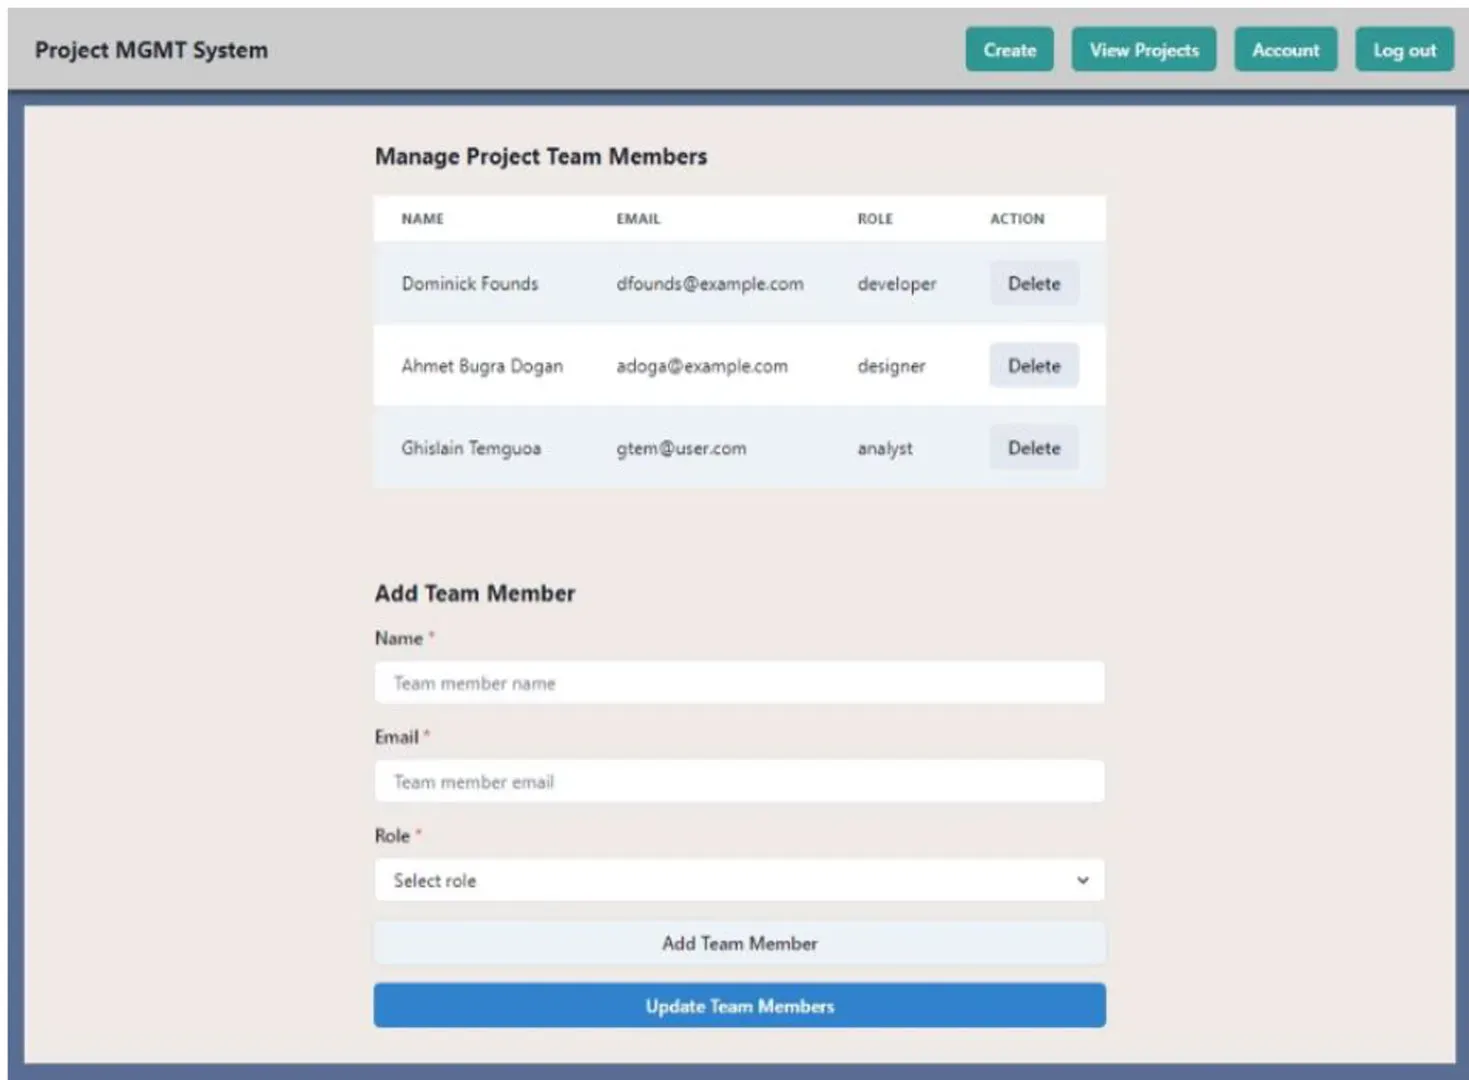 Project MGMT System
Create View Projects Account Log out
Manage Project Team Members
NAME EMAIL ROLE ACTION
Dominick Founds dfounds@example.com developer Delete
Ahmet Bugra Dogan adoga@example.com designer Delete
Ghislain Temguoa gtem@user.com analyst Delete
Add Team Member
Name *
Team member name
Email *
Team member email
Role *
Select role
Add Team Member
Update Team Members